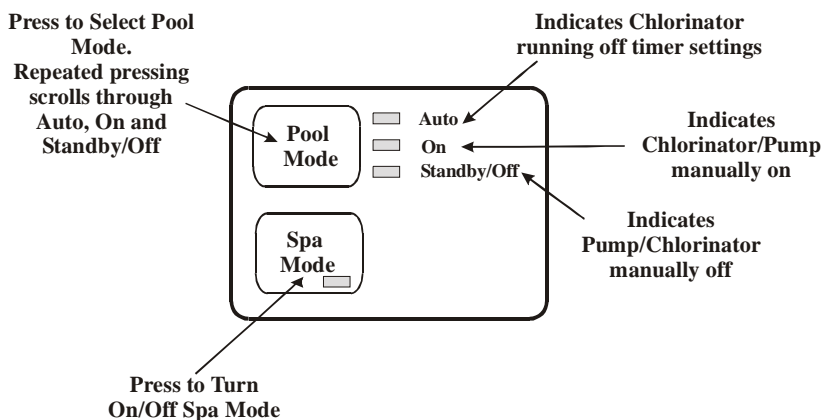 Press to Select Pool
Mode.
Repeated pressing
scrolls through
Auto, On and
Standby/Off
Indicates Chlorinator
running off timer settings
Pool
Mode
Auto
On
Standby/Off
Indicates
Chlorinator/Pump
manually on
Indicates
Pump/Chlorinator
manually off
Spa
Mode
Press to Turn
On/Off Spa Mode